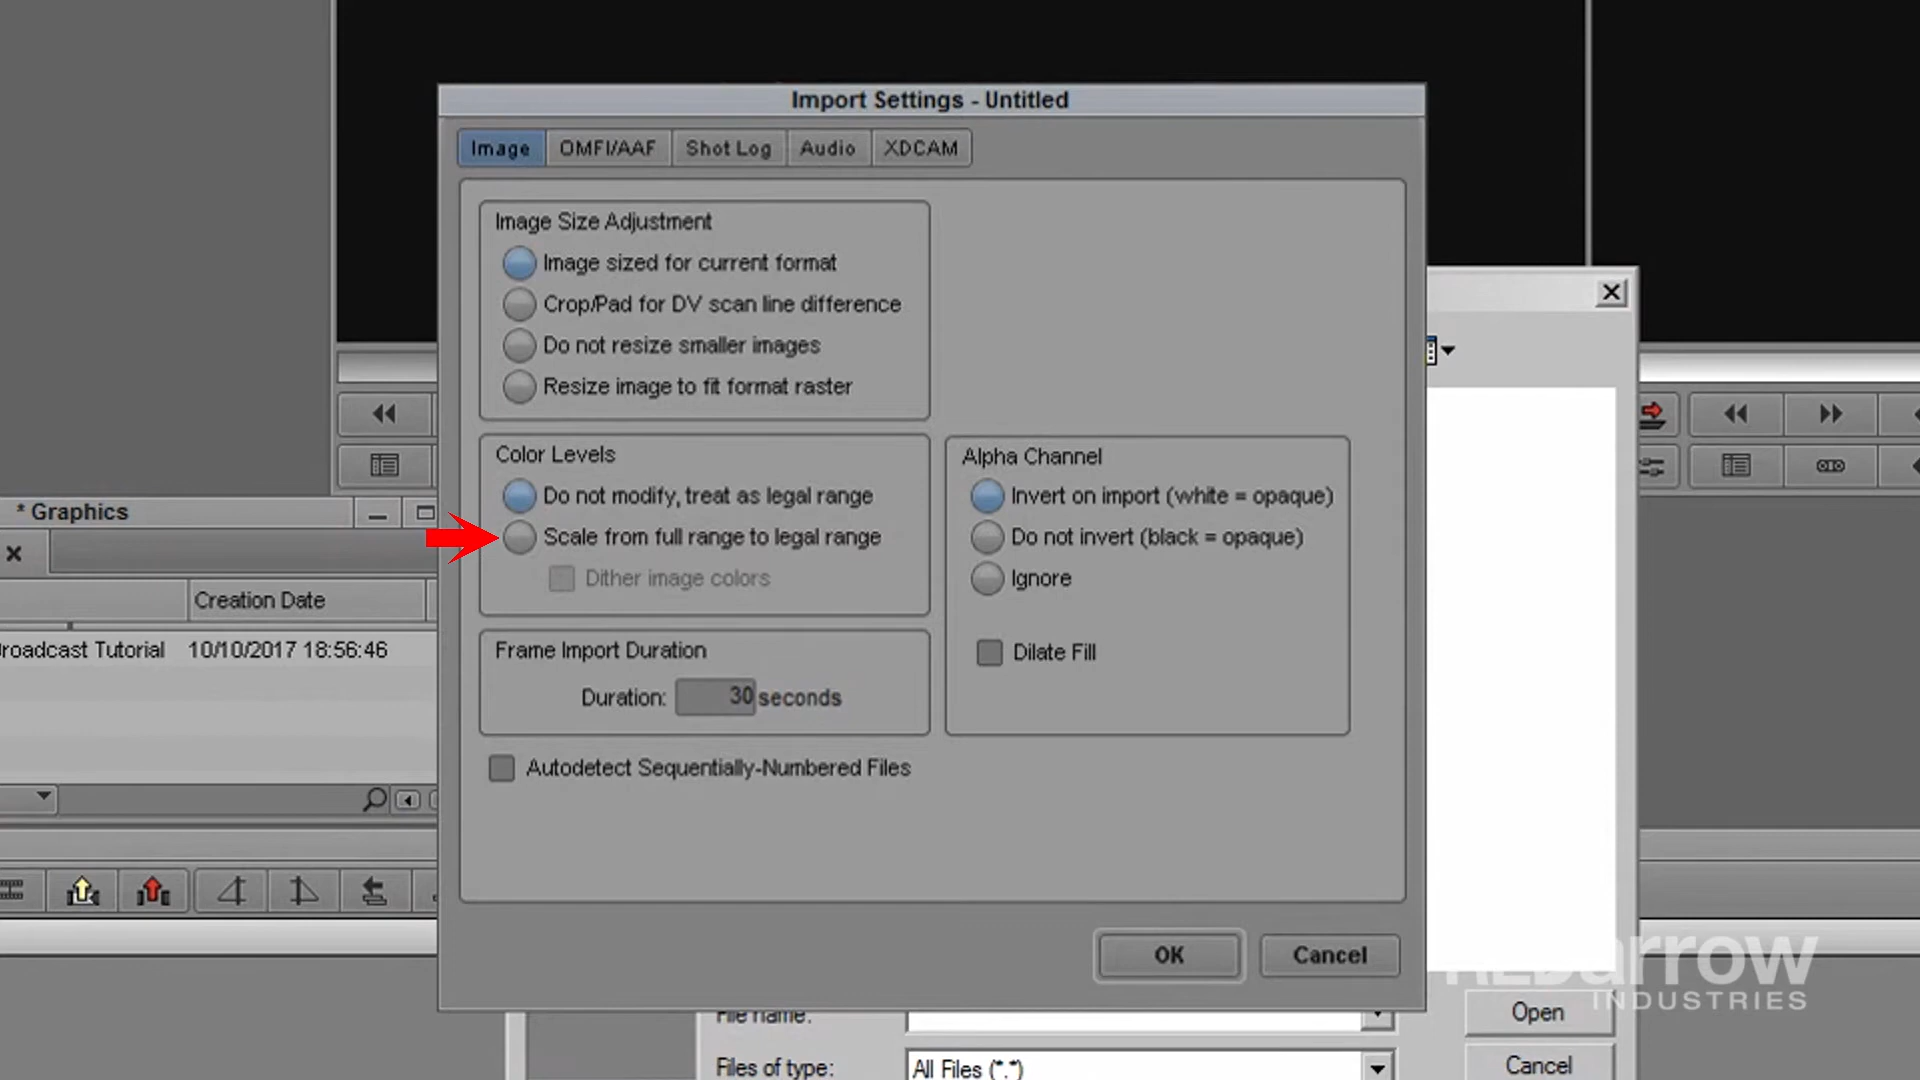 Import Settings - Untitled
Image OMFI/AAF Shot Log Audio XDCAM
Image Size Adjustment
Image sized for current format
Crop/Pad for DV scan line difference
Do not resize smaller images
Resize image to fit format raster
Color Levels
Do not modify, treat as legal range
Scale from full range to legal range
Dither image colors
Alpha Channel
Invert on import (white = opaque)
Do not invert (black = opaque)
Ignore
Dilate Fill
Frame Import Duration
Duration: 30 seconds
Autodetect Sequentially-Numbered Files
OK Cancel
* Graphics
Creation Date
roadcast Tutorial 10/10/2017 18:56:46
REDarrow
INDUSTRIES
File name:
Open
Files of type: All Files (*.*)
Cancel